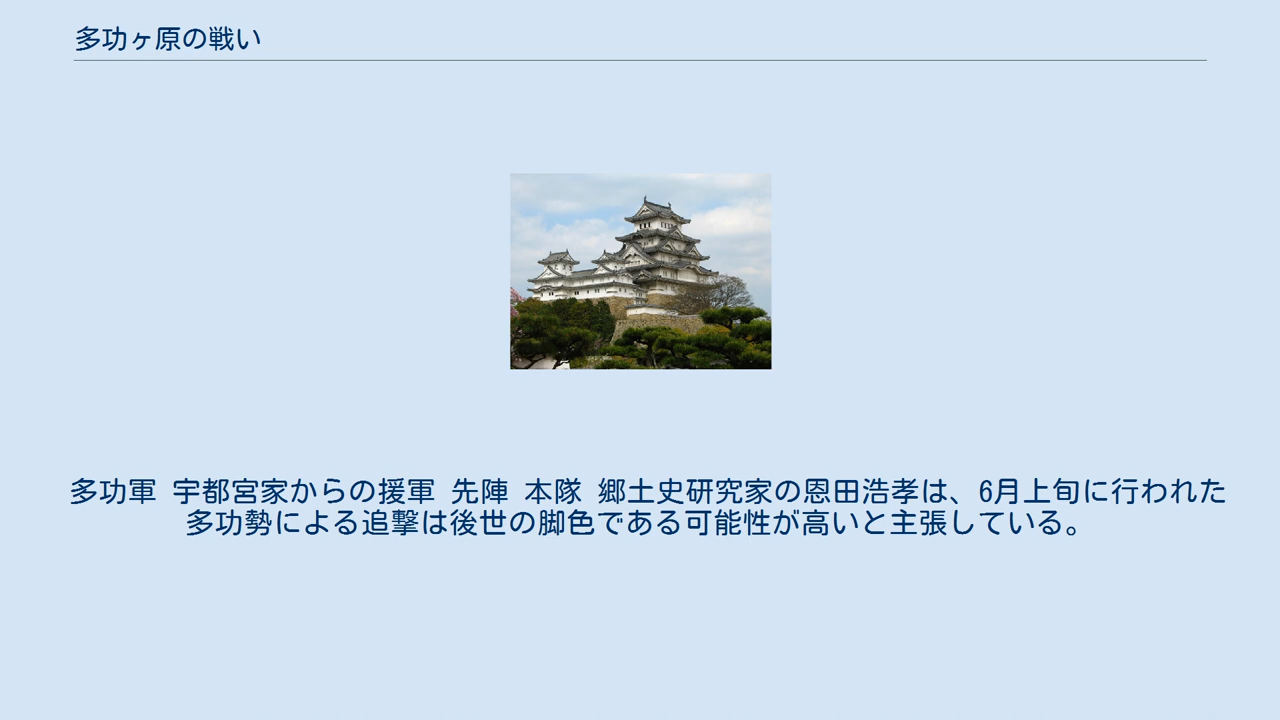 多功ヶ原の戦い
多功軍 宇都宮家からの援軍 先陣 本隊 郷土史研究家の恩田浩孝は、6月上旬に行われた
多功勢による追撃は後世の脚色である可能性が高いと主張している。